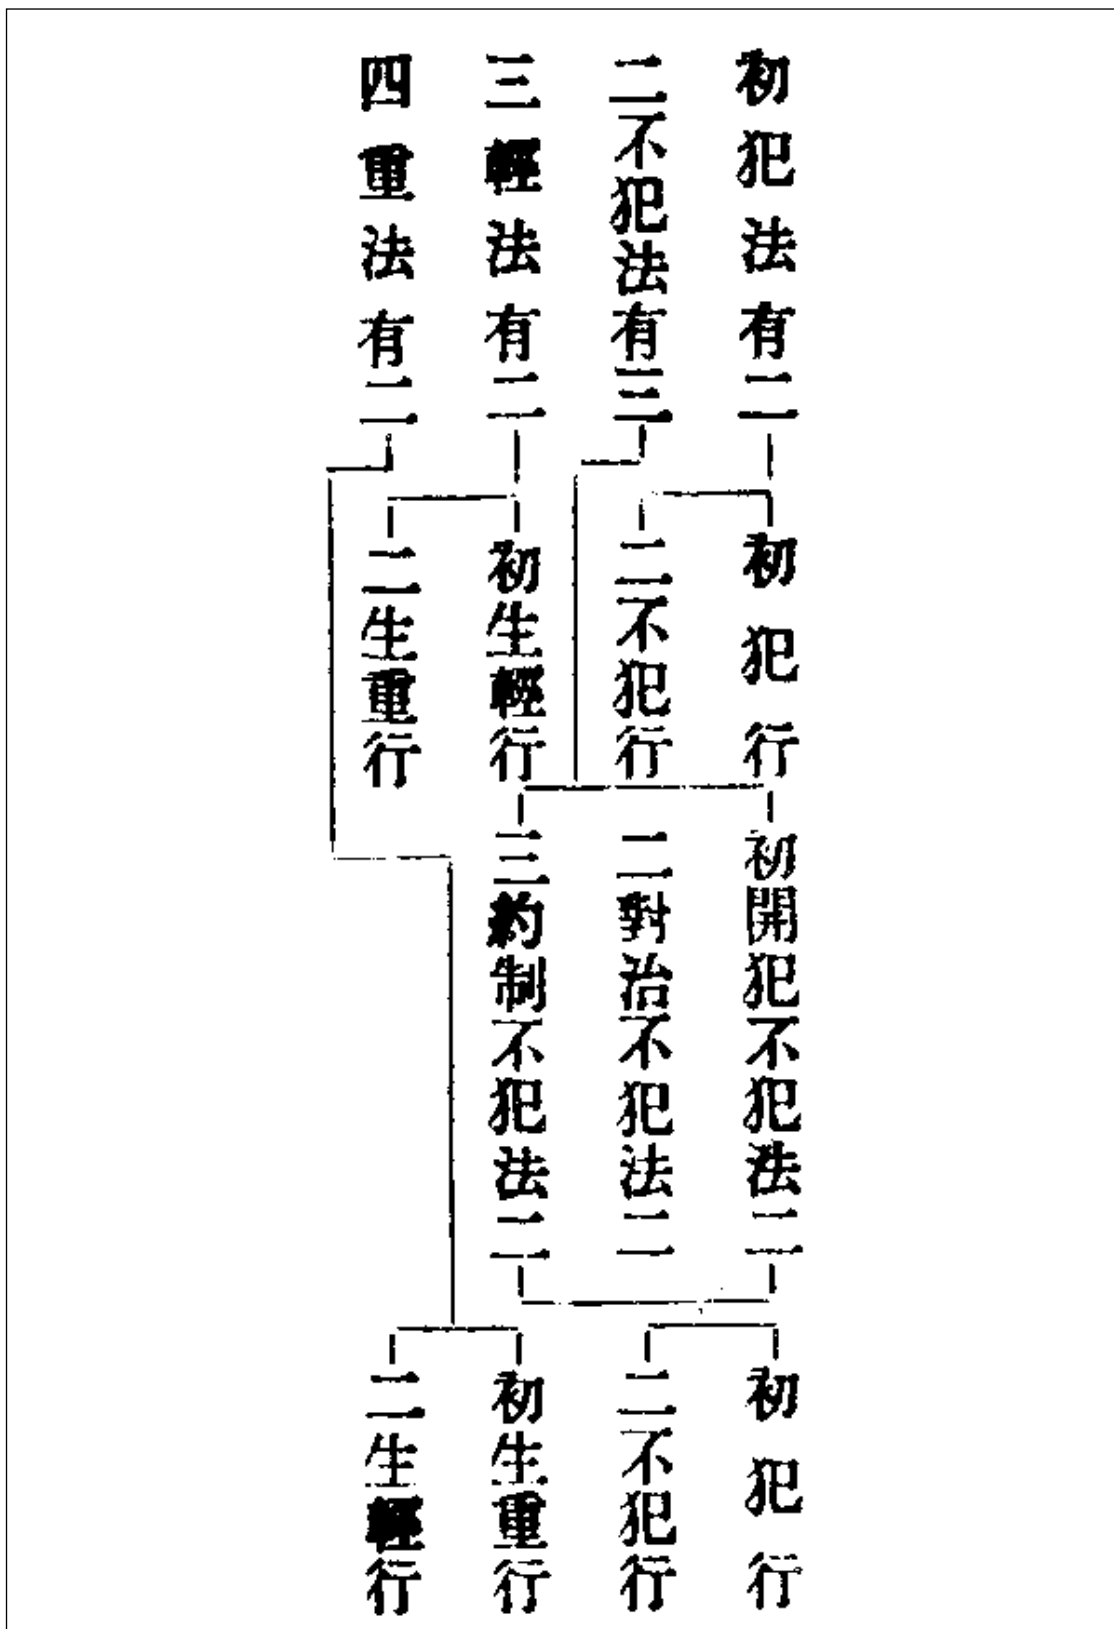 初犯法有二
二不犯法有三
三輕法有二
四重法有二
初犯行
二不犯行
初生輕行
二生重行
初開犯不犯法二
二對治不犯法二
三約制不犯法二
初犯行
二不犯行
初生重行
二生輕行